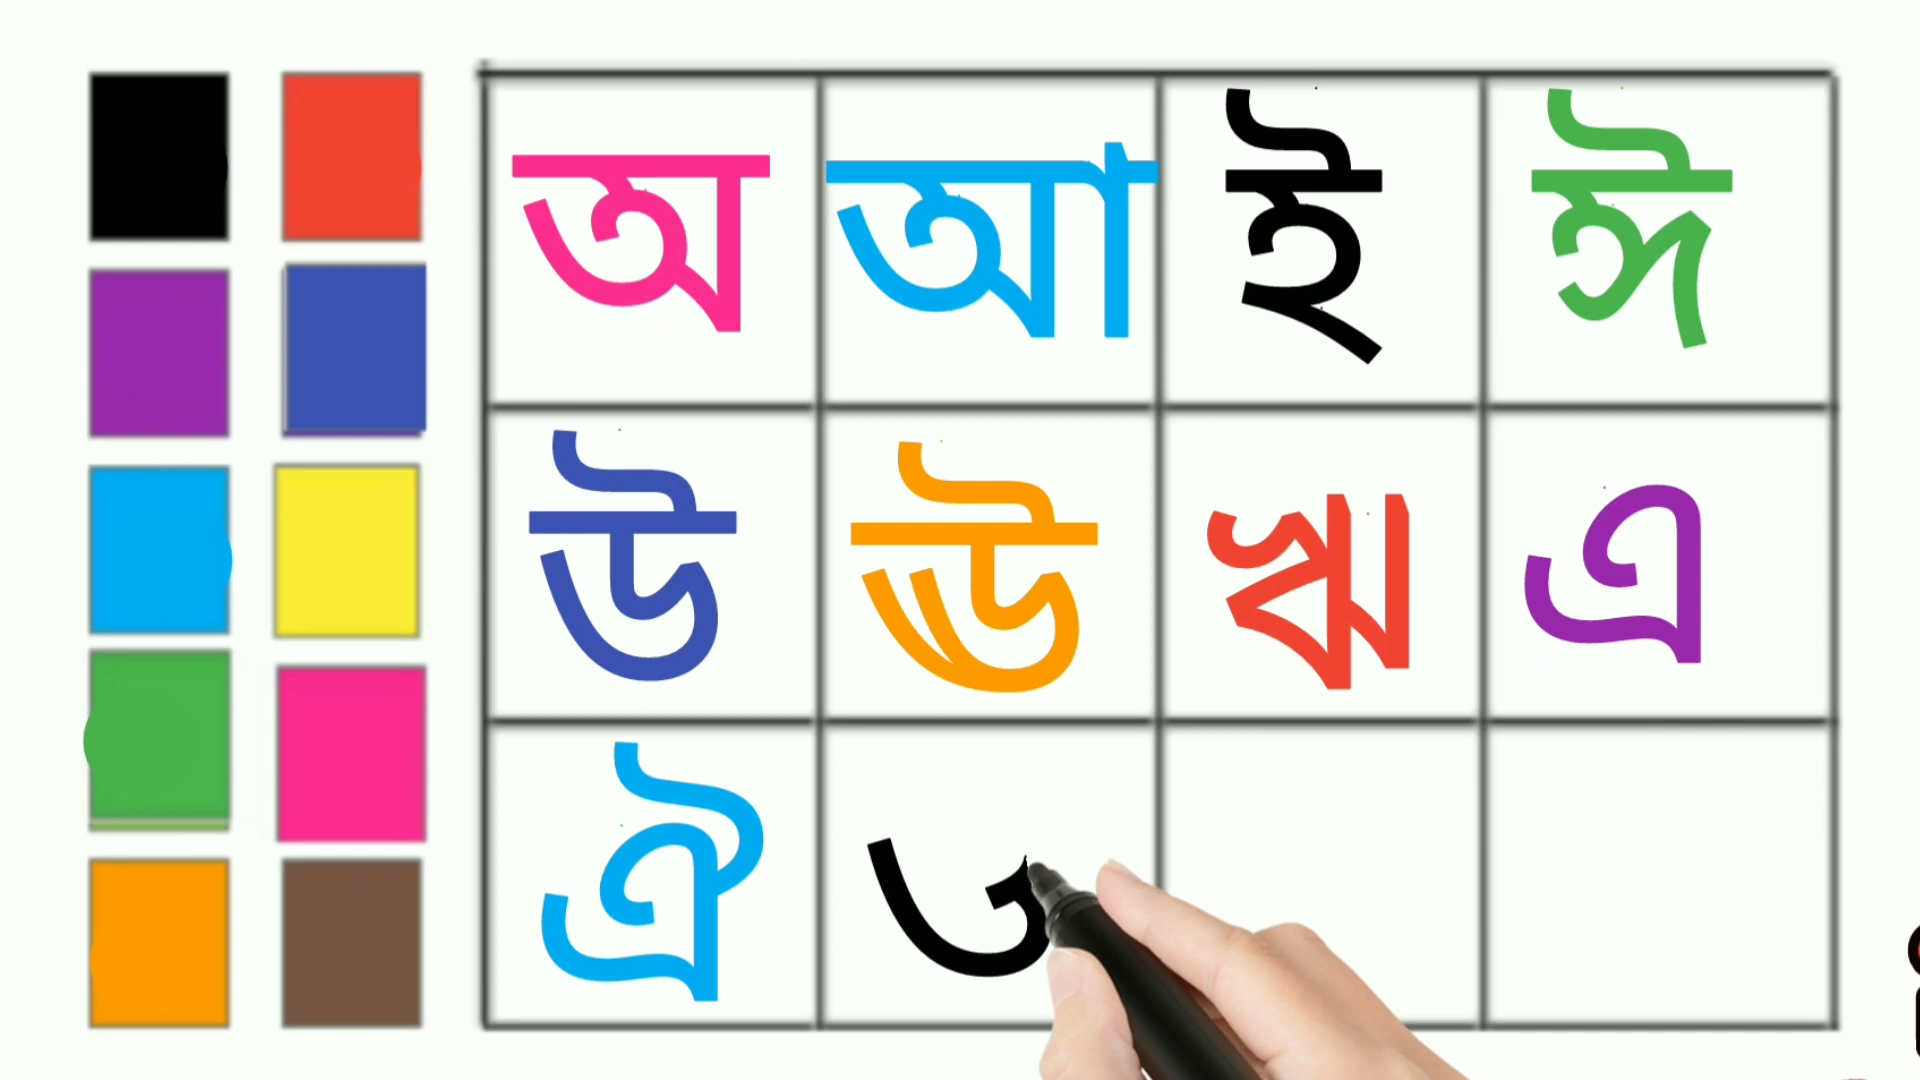 অ আ ই ঈ
উ ঊ ঋ এ
ঐ